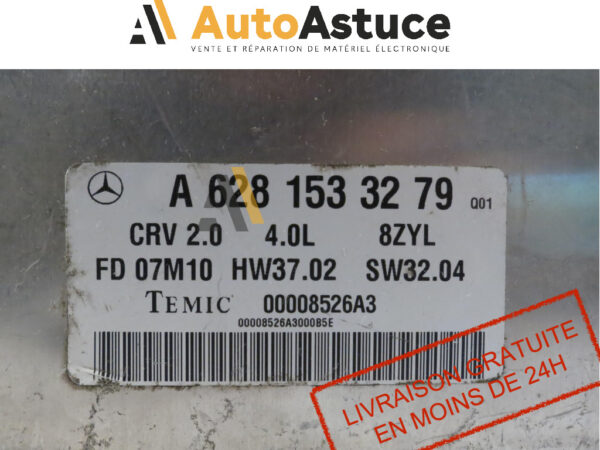 AutoAstuce
VENTE ET RÉPARATION DE MATÉRIEL ÉLECTRONIQUE
A 628 153 32 79 Q01
CRV 2.0 4.0L 8ZYL
FD 07M10 HW37.02 SW32.04
TEMIC 00008526A3
00008526A3000B5E
LIVRAISON GRATUITE
EN MOINS DE 24H